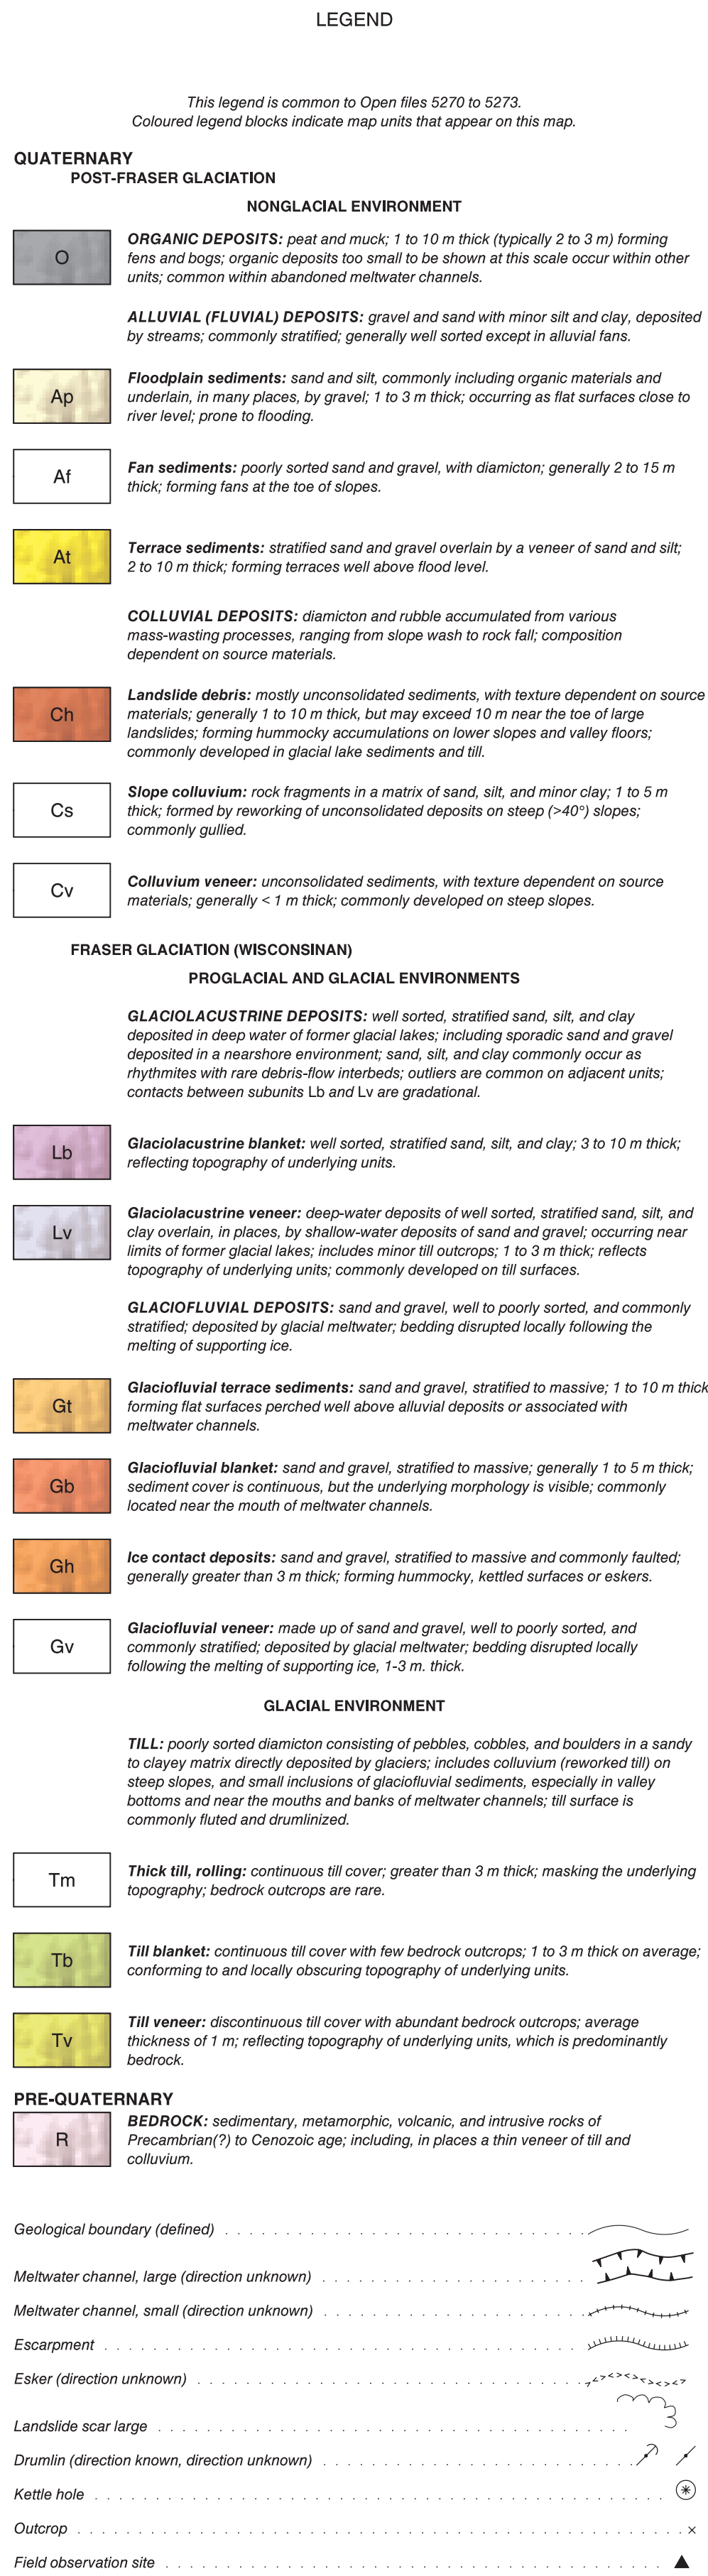 LEGEND
This legend is common to Open files 5270 to 5273.
Coloured legend blocks indicate map units that appear on this map.
QUATERNARY
POST-FRASER GLACIATION
NONGLACIAL ENVIRONMENT
O
ORGANIC DEPOSITS: peat and muck; 1 to 10 m thick (typically 2 to 3 m) forming
fens and bogs; organic deposits too small to be shown at this scale occur within other
units; common within abandoned meltwater channels.
ALLUVIAL (FLUVIAL) DEPOSITS: gravel and sand with minor silt and clay, deposited
by streams; commonly stratified; generally well sorted except in alluvial fans.
Ap
Floodplain sediments: sand and silt, commonly including organic materials and
underlain, in many places, by gravel; 1 to 3 m thick; occurring as flat surfaces close to
river level; prone to flooding.
Af
Fan sediments: poorly sorted sand and gravel, with diamicton; generally 2 to 15 m
thick; forming fans at the toe of slopes.
At
Terrace sediments: stratified sand and gravel overlain by a veneer of sand and silt;
2 to 10 m thick; forming terraces well above flood level.
COLLUVIAL DEPOSITS: diamicton and rubble accumulated from various
mass-wasting processes, ranging from slope wash to rock fall; composition
dependent on source materials.
Ch
Landslide debris: mostly unconsolidated sediments, with texture dependent on source
materials; generally 1 to 10 m thick, but may exceed 10 m near the toe of large
landslides; forming hummocky accumulations on lower slopes and valley floors;
commonly developed in glacial lake sediments and till.
Cs
Slope colluvium: rock fragments in a matrix of sand, silt, and minor clay; 1 to 5 m
thick; formed by reworking of unconsolidated deposits on steep (>40°) slopes;
commonly gullied.
Cv
Colluvium veneer: unconsolidated sediments, with texture dependent on source
materials; generally < 1 m thick; commonly developed on steep slopes.
FRASER GLACIATION (WISCONSINAN)
PROGLACIAL AND GLACIAL ENVIRONMENTS
GLACIOLACUSTRINE DEPOSITS: well sorted, stratified sand, silt, and clay
deposited in deep water of former glacial lakes; including sporadic sand and gravel
deposited in a nearshore environment; sand, silt, and clay commonly occur as
rhythmites with rare debris-flow interbeds; outliers are common on adjacent units;
contacts between subunits Lb and Lv are gradational.
Lb
Glaciolacustrine blanket: well sorted, stratified sand, silt, and clay; 3 to 10 m thick;
reflecting topography of underlying units.
Lv
Glaciolacustrine veneer: deep-water deposits of well sorted, stratified sand, silt, and
clay overlain, in places, by shallow-water deposits of sand and gravel; occurring near
limits of former glacial lakes; includes minor till outcrops; 1 to 3 m thick; reflects
topography of underlying units; commonly developed on till surfaces.
GLACIOFLUVIAL DEPOSITS: sand and gravel, well to poorly sorted, and commonly
stratified; deposited by glacial meltwater; bedding disrupted locally following the
melting of supporting ice.
Gt
Glaciofluvial terrace sediments: sand and gravel, stratified to massive; 1 to 10 m thick
forming flat surfaces perched well above alluvial deposits or associated with
meltwater channels.
Gb
Glaciofluvial blanket: sand and gravel, stratified to massive; generally 1 to 5 m thick;
sediment cover is continuous, but the underlying morphology is visible; commonly
located near the mouth of meltwater channels.
Gh
Ice contact deposits: sand and gravel, stratified to massive and commonly faulted;
generally greater than 3 m thick; forming hummocky, kettled surfaces or eskers.
Gv
Glaciofluvial veneer: made up of sand and gravel, well to poorly sorted, and
commonly stratified; deposited by glacial meltwater; bedding disrupted locally
following the melting of supporting ice, 1-3 m. thick.
GLACIAL ENVIRONMENT
TILL: poorly sorted diamicton consisting of pebbles, cobbles, and boulders in a sandy
to clayey matrix directly deposited by glaciers; includes colluvium (reworked till) on
steep slopes, and small inclusions of glaciofluvial sediments, especially in valley
bottoms and near the mouths and banks of meltwater channels; till surface is
commonly fluted and drumlinized.
Tm
Thick till, rolling: continuous till cover; greater than 3 m thick; masking the underlying
topography; bedrock outcrops are rare.
Tb
Till blanket: continuous till cover with few bedrock outcrops; 1 to 3 m thick on average;
conforming to and locally obscuring topography of underlying units.
Tv
Till veneer: discontinuous till cover with abundant bedrock outcrops; average
thickness of 1 m; reflecting topography of underlying units, which is predominantly
bedrock.
PRE-QUATERNARY
R
BEDROCK: sedimentary, metamorphic, volcanic, and intrusive rocks of
Precambrian(?) to Cenozoic age; including, in places a thin veneer of till and
colluvium.
Geological boundary (defined)
Meltwater channel, large (direction unknown)
Meltwater channel, small (direction unknown)
Escarpment
Esker (direction unknown)
Landslide scar large
Drumlin (direction known, direction unknown)
Kettle hole
Outcrop
Field observation site